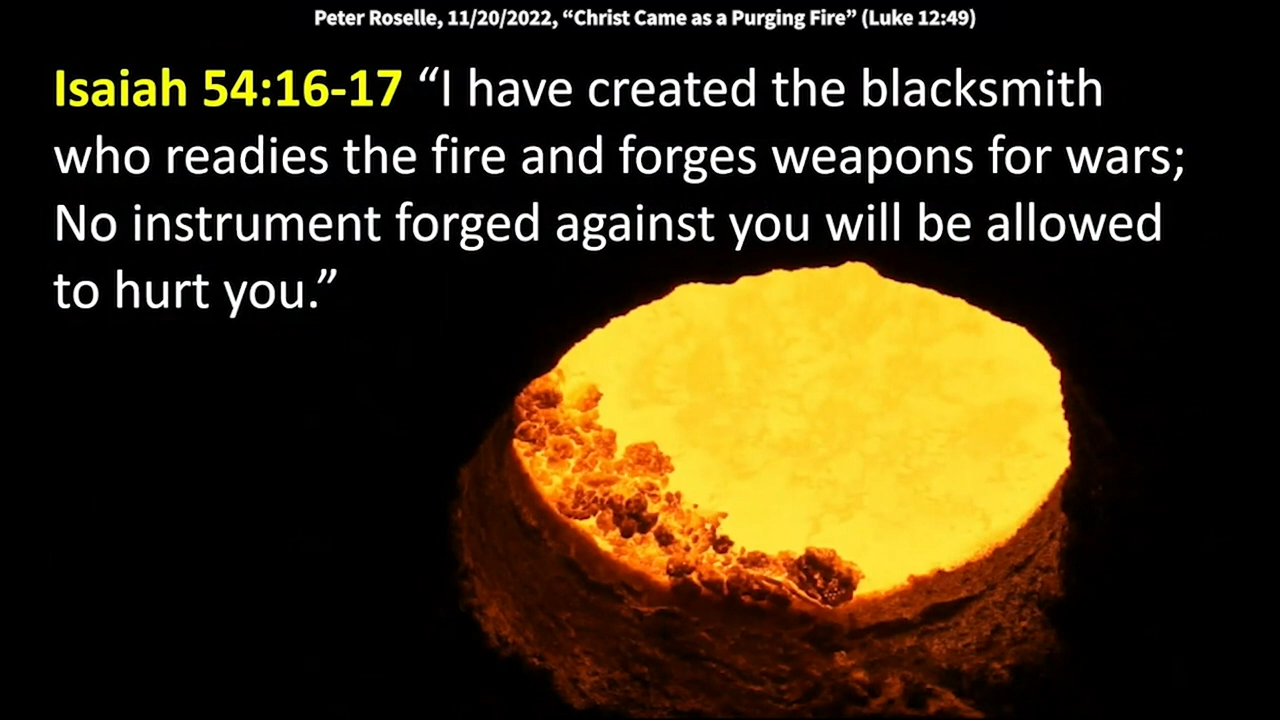 Peter Roselle, 11/20/2022, “Christ Came as a Purging Fire” (Luke 12:49)
Isaiah 54:16-17 “I have created the blacksmith
who readies the fire and forges weapons for wars;
No instrument forged against you will be allowed
to hurt you.”